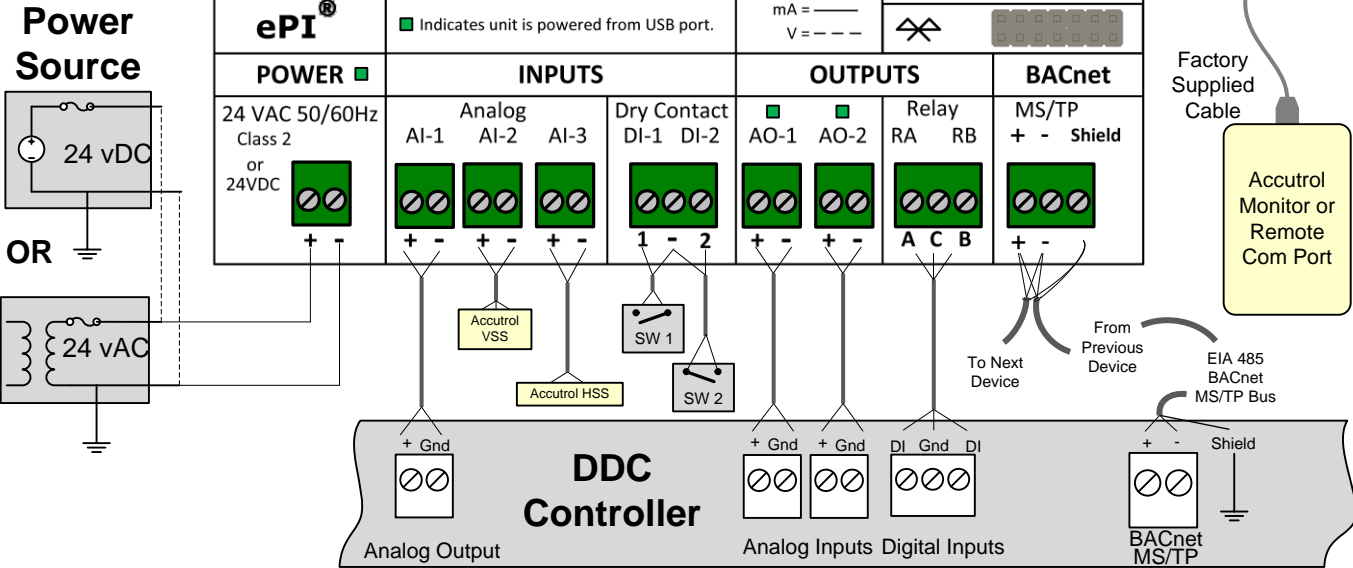 Power
Source
24 vDC
OR
24 vAC
ePI®
Indicates unit is powered from USB port.
mA =
V =
POWER
INPUTS
OUTPUTS
BACnet
24 VAC 50/60Hz
Class 2
or
24VDC
Analog
AI-1 AI-2 AI-3
Dry Contact
DI-1 DI-2
AO-1 AO-2
Relay
RA RB
MS/TP
+ - Shield
+ -
+ - + - + -
1 - 2
+ - + -
A C B
+ -
Factory
Supplied
Cable
Accutrol
Monitor or
Remote
Com Port
Accutrol
VSS
Accutrol HSS
SW 1
SW 2
To Next
Device
From
Previous
Device
EIA 485
BACnet
MS/TP Bus
+ Gnd
Analog Output
DDC
Controller
+ Gnd + Gnd
Analog Inputs
DI Gnd DI
Digital Inputs
+ - Shield
BACnet
MS/TP